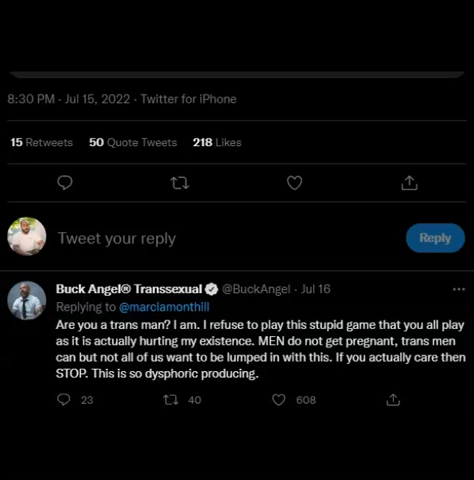 8:30 PM · Jul 15, 2022 · Twitter for iPhone
15 Retweets 50 Quote Tweets 218 Likes
Tweet your reply
Reply
Buck Angel® Transsexual @BuckAngel · Jul 16
Replying to @marclamonthill
Are you a trans man? I am. I refuse to play this stupid game that you all play
as it is actually hurting my existence. MEN do not get pregnant, trans men
can but not all of us want to be lumped in with this. If you actually care then
STOP. This is so dysphoric producing.
23 40 608